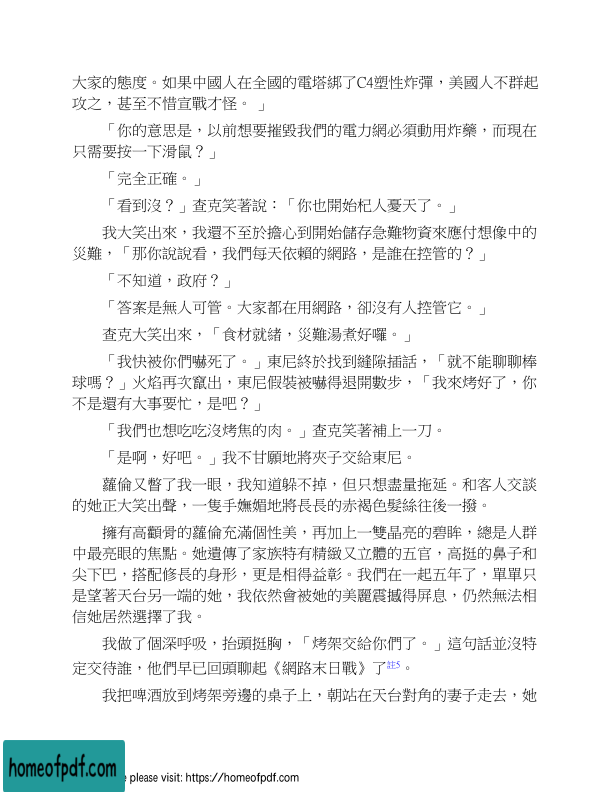 大家的態度。如果中國人在全國的電塔綁了C4塑性炸彈，美國人不群起
攻之，甚至不惜宣戰才怪。」
「你的意思是，以前想要摧毀我們的電力網必須動用炸藥，而現在
只需要按一下滑鼠？」
「完全正確。」
「看到沒？」查克笑著說：「你也開始杞人憂天了。」
我大笑出來，我還不至於擔心到開始儲存急難物資來應付想像中的
災難，「那你說說看，我們每天依賴的網路，是誰在控管的？」
「不知道，政府？」
「答案是無人可管。大家都在用網路，卻沒有人控管它。」
查克大笑出來，「食材就緒，災難湯煮好囉。」
「我快被你們嚇死了。」東尼終於找到縫隙插話，「就不能聊聊棒
球嗎？」火焰再次竄出，東尼假裝被嚇得退開數步，「我來烤好了，你
不是還有大事要忙，是吧？」
「我們也想吃吃沒烤焦的肉。」查克笑著補上一刀。
「是啊，好吧。」我不甘願地將夾子交給東尼。
蘿倫又瞥了我一眼，我知道躲不掉，但只想盡量拖延。和客人交談
的她正大笑出聲，一隻手嫵媚地將長長的赤褐色髮絲往後一撥。
擁有高顴骨的蘿倫充滿個性美，再加上一雙晶亮的碧眸，總是人群
中最亮眼的焦點。她遺傳了家族特有精緻又立體的五官，高挺的鼻子和
尖下巴，搭配修長的身形，更是相得益彰。我們在一起五年了，單單只
是望著天台另一端的她，我依然會被她的美麗震撼得屏息，仍然無法相
信她居然選擇了我。
我做了個深呼吸，抬頭挺胸，「烤架交給你們了。」這句話並沒特
定交待誰，他們早已回頭聊起《網路末日戰》了註5。
我把啤酒放到烤架旁邊的桌子上，朝站在天台對角的妻子走去，她
homeofpdf.com
e please visit: https://homeofpdf.com